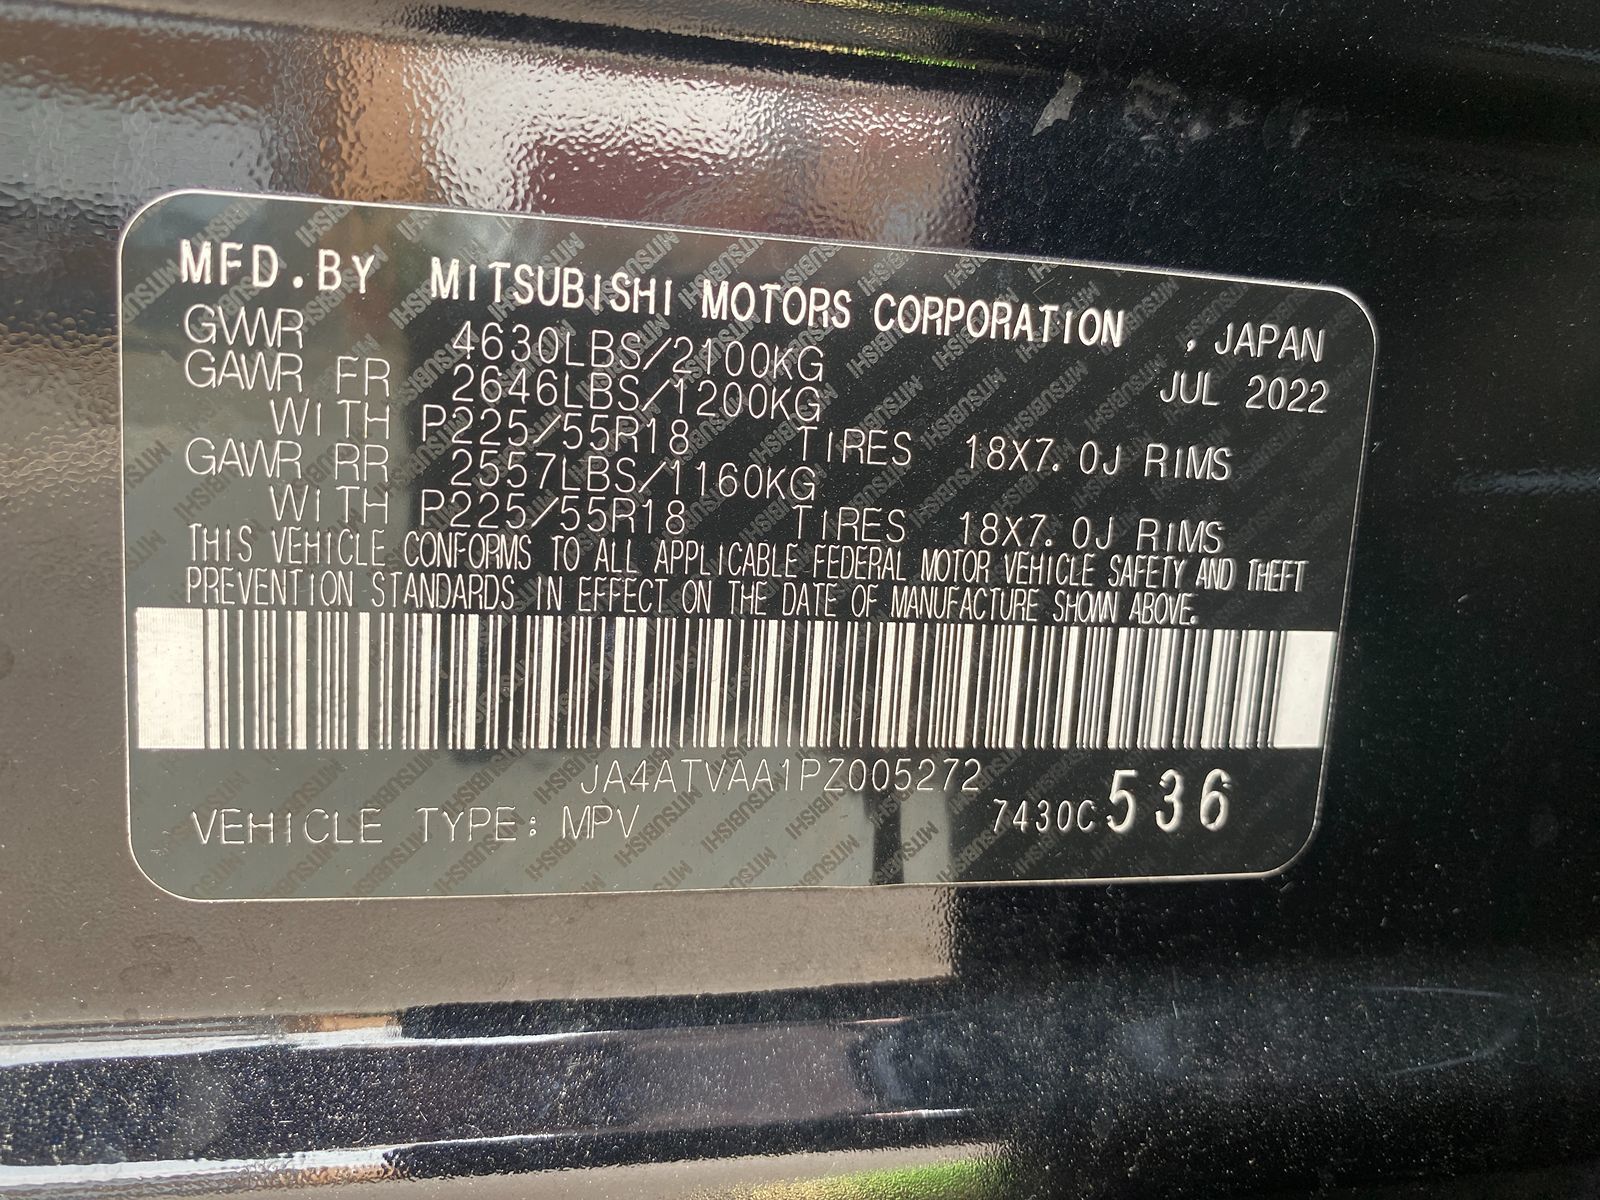 MFD.BY MITSUBISHI MOTORS CORPORATION , JAPAN
GVWR 4630LBS/2100KG JUL 2022
GAWR FR 2646LBS/1200KG
WITH P225/55R18 TIRES 18X7.0J RIMS
GAWR RR 2557LBS/1160KG
WITH P225/55R18 TIRES 18X7.0J RIMS
THIS VEHICLE CONFORMS TO ALL APPLICABLE FEDERAL MOTOR VEHICLE SAFETY AND THEFT
PREVENTION STANDARDS IN EFFECT ON THE DATE OF MANUFACTURE SHOWN ABOVE.
JA4ATVAA1PZ005272
VEHICLE TYPE: MPV 7430C536